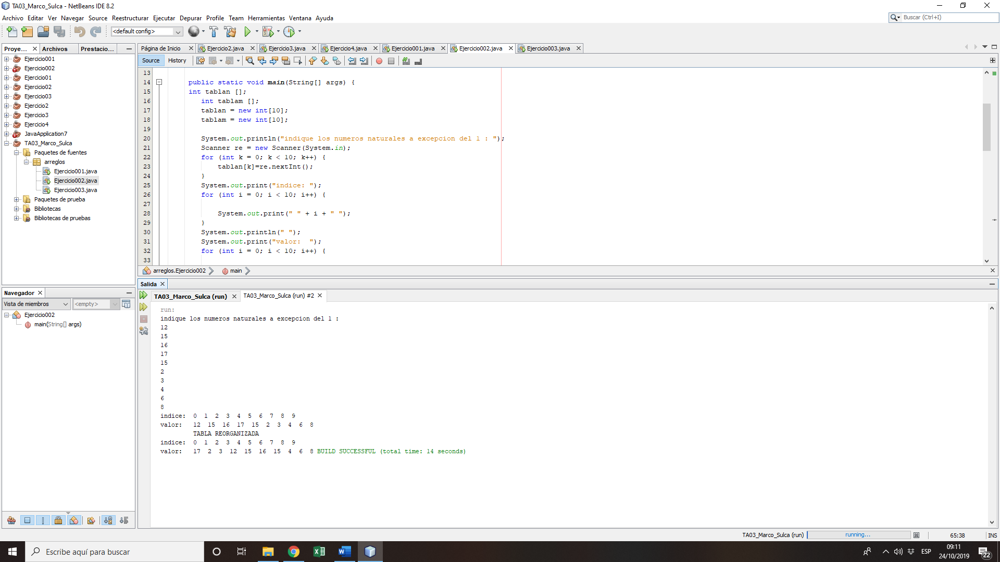 TA03_Marco_Sulca - NetBeans IDE 8.2
Archivo Editar Ver Navegar Source Reestructurar Ejecutar Depurar Profile Team Herramientas Ventana Ayuda
Buscar (Ctrl+I)
<default config>
Proye... Archivos Prestacio...
Ejercicio001
Ejercicio002
Ejercicio01
Ejercicio02
Ejercicio03
Ejercicio2
Ejercicio3
Ejercicio4
JavaApplication7
TA03_Marco_Sulca
Paquetes de fuentes
arreglos
Ejercicio001.java
Ejercicio002.java
Ejercicio003.java
Paquetes de prueba
Bibliotecas
Bibliotecas de pruebas
Navegador
Vista de miembros <empty>
Ejercicio002
main(String[] args)
Página de Inicio Ejercicio2.java Ejercicio3.java Ejercicio4.java Ejercicio001.java Ejercicio002.java Ejercicio003.java
Source History
13
14 public static void main(String[] args) {
15 int tablan [];
16 int tablam [];
17 tablan = new int[10];
18 tablam = new int[10];
19
20 System.out.println("indique los numeros naturales a excepcion del 1 : ");
21 Scanner re = new Scanner(System.in);
22 for (int k = 0; k < 10; k++) {
23 tablan[k]=re.nextInt();
24 }
25 System.out.print("indice: ");
26 for (int i = 0; i < 10; i++) {
27
28 System.out.print(" " + i + " ");
29 }
30 System.out.println(" ");
31 System.out.print("valor:  ");
32 for (int i = 0; i < 10; i++) {
33
arreglos.Ejercicio002 main
Salida
TA03_Marco_Sulca (run) TA03_Marco_Sulca (run) #2
run:
indique los numeros naturales a excepcion del 1 :
12
15
16
17
15
2
3
4
6
8
indice:  0  1  2  3  4  5  6  7  8  9
valor:   12  15  16  17  15  2  3  4  6  8
TABLA REORGANIZADA
indice:  0  1  2  3  4  5  6  7  8  9
valor:   17  2  3  12  15  16  15  4  6  8 BUILD SUCCESSFUL (total time: 14 seconds)
TA03_Marco_Sulca (run) running... 65:38 INS
Escribe aquí para buscar
ESP
09:11
24/10/2019
22